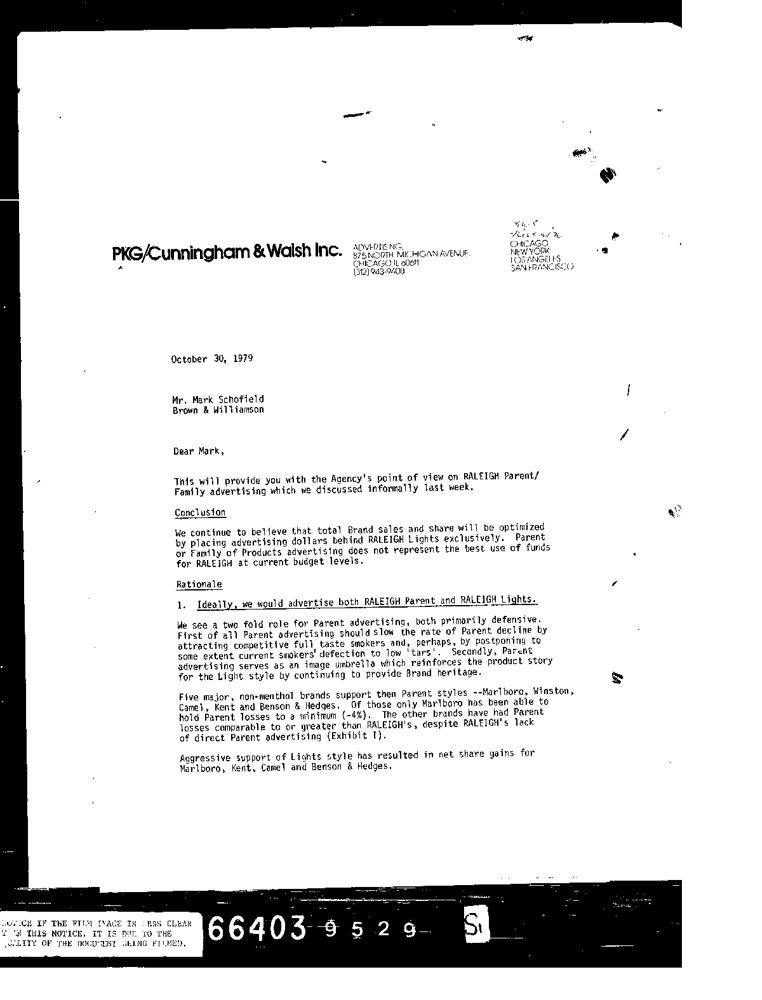 PKG/Cunningham & Walsh Inc.
ADVERTISING,
875 NORTH MICHIGAN AVENUE.
CHICAGO, IL 60611
(312) 943-9400
CHICAGO
NEW YORK
LOS ANGELES
SAN FRANCISCO
October 30, 1979
Mr. Mark Schofield
Brown & Williamson
Dear Mark,
This will provide you with the Agency's point of view on RALEIGH Parent/
Family advertising which we discussed informally last week.
Conclusion
We continue to believe that total Brand sales and share will be optimized
by placing advertising dollars behind RALEIGH Lights exclusively. Parent
or Family of Products advertising does not represent the best use of funds
for RALEIGH at current budget levels.
Rationale
1. Ideally, we would advertise both RALEIGH Parent and RALEIGH Lights.
We see a two fold role for Parent advertising, both primarily defensive.
First of all Parent advertising should slow the rate of Parent decline by
attracting competitive full taste smokers and, perhaps, by postponing to
some extent current smokers' defection to low 'tars'. Secondly, Parent
advertising serves as an image umbrella which reinforces the product story
for the Light style by continuing to provide Brand heritage.
Five major, non-menthol brands support then Parent styles --Marlboro, Winston,
Camel, Kent and Benson & Hedges. Of those only Marlboro has been able to
hold Parent losses to a minimum (-4%). The other brands have had Parent
losses comparable to or greater than RALEIGH's, despite RALEIGH's lack
of direct Parent advertising (Exhibit I).
Aggressive support of Lights style has resulted in net share gains for
Marlboro, Kent, Camel and Benson & Hedges.
IF THE FILM IMAGE IS LESS CLEAR
THIS NOTICE, IT IS DUE TO THE
OF THE DOCUMENT BEING FILMED.
66403 9 5 2 9